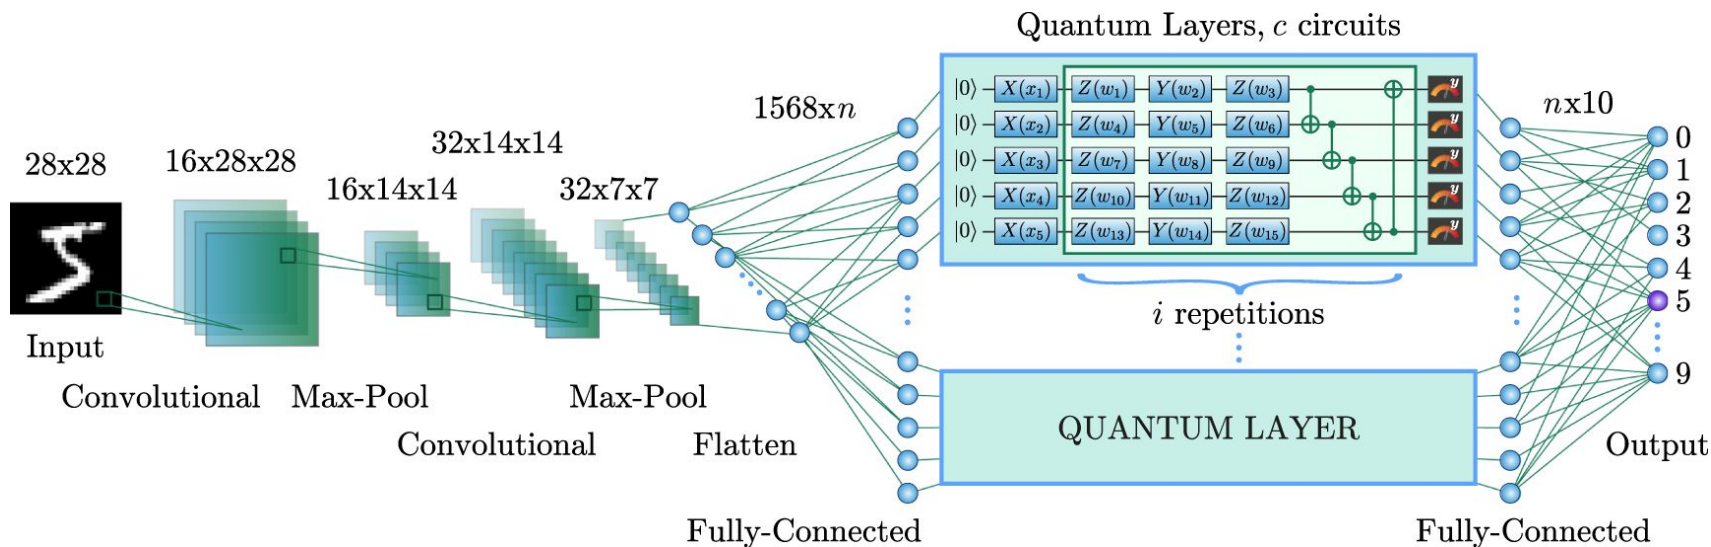 Quantum Layers, c circuits
28x28
16x28x28
16x14x14
32x14x14
32x7x7
1568xn
nx10
|0⟩ X(x₁) Z(w₁) Y(w₂) Z(w₃) y
|0⟩ X(x₂) Z(w₄) Y(w₅) Z(w₆) y
|0⟩ X(x₃) Z(w₇) Y(w₈) Z(w₉) y
|0⟩ X(x₄) Z(w₁₀) Y(w₁₁) Z(w₁₂) y
|0⟩ X(x₅) Z(w₁₃) Y(w₁₄) Z(w₁₅) y
i repetitions
QUANTUM LAYER
0
1
2
3
4
5
9
Input
Convolutional
Max-Pool
Convolutional
Max-Pool
Flatten
Fully-Connected
Fully-Connected
Output
5